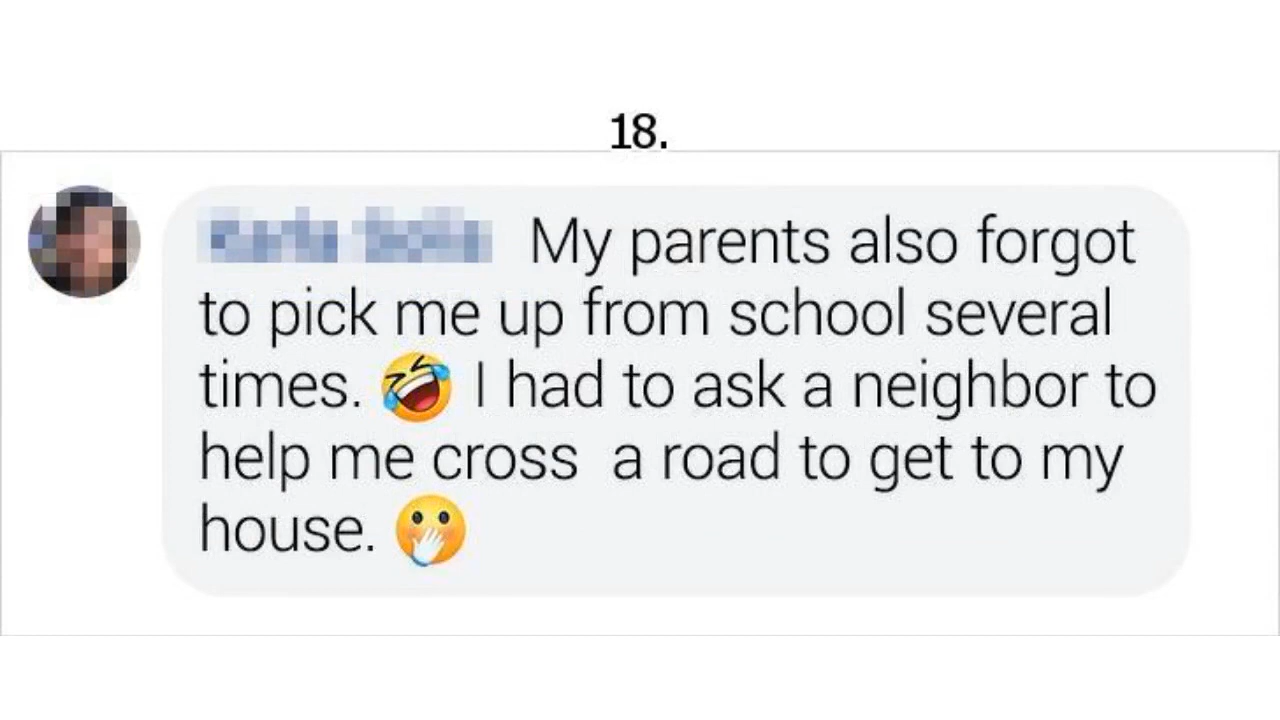 18.
My parents also forgot
to pick me up from school several
times. 🤣 I had to ask a neighbor to
help me cross a road to get to my
house. 🫢